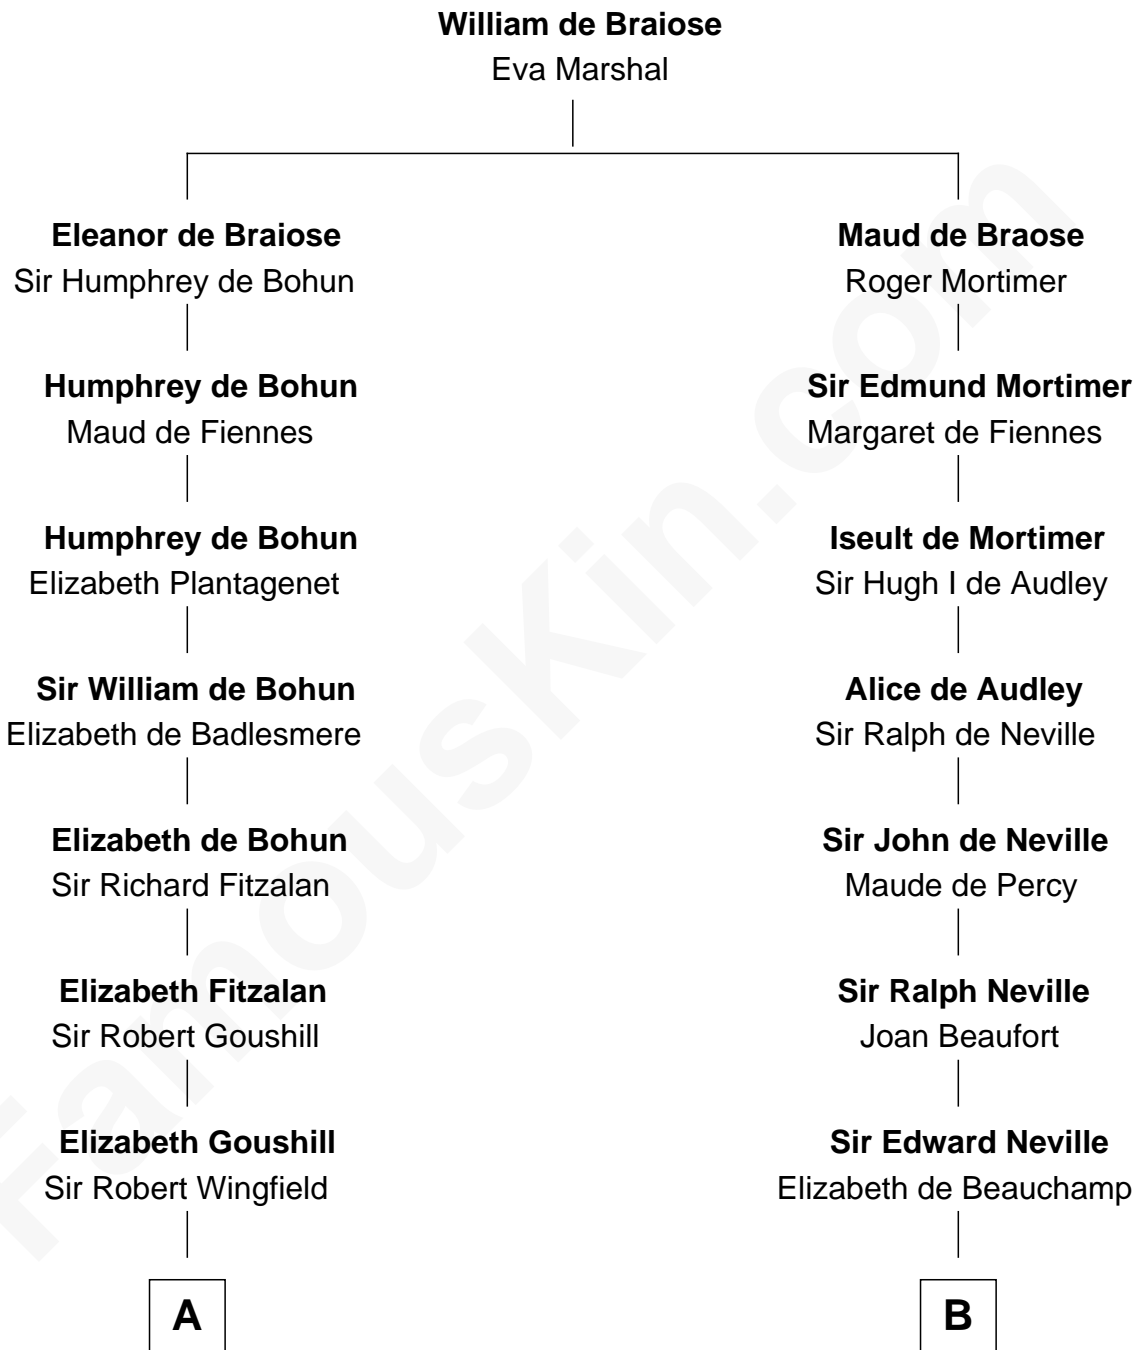 William de Braiose
Eva Marshal
Eleanor de Braiose
Sir Humphrey de Bohun
Maud de Braose
Roger Mortimer
Humphrey de Bohun
Maud de Fiennes
Sir Edmund Mortimer
Margaret de Fiennes
Humphrey de Bohun
Elizabeth Plantagenet
Iseult de Mortimer
Sir Hugh I de Audley
Sir William de Bohun
Elizabeth de Badlesmere
Alice de Audley
Sir Ralph de Neville
Elizabeth de Bohun
Sir Richard Fitzalan
Sir John de Neville
Maude de Percy
Elizabeth Fitzalan
Sir Robert Goushill
Sir Ralph Neville
Joan Beaufort
Elizabeth Goushill
Sir Robert Wingfield
Sir Edward Neville
Elizabeth de Beauchamp
A
B
FamousKin.com